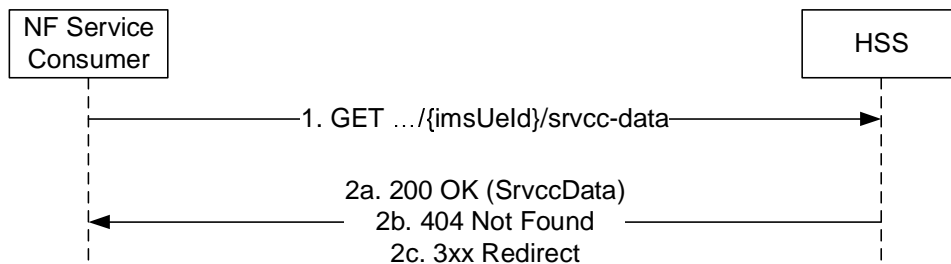 NF Service
Consumer
HSS
1. GET …/{imsUeId}/srvcc-data
2a. 200 OK (SrvccData)
2b. 404 Not Found
2c. 3xx Redirect